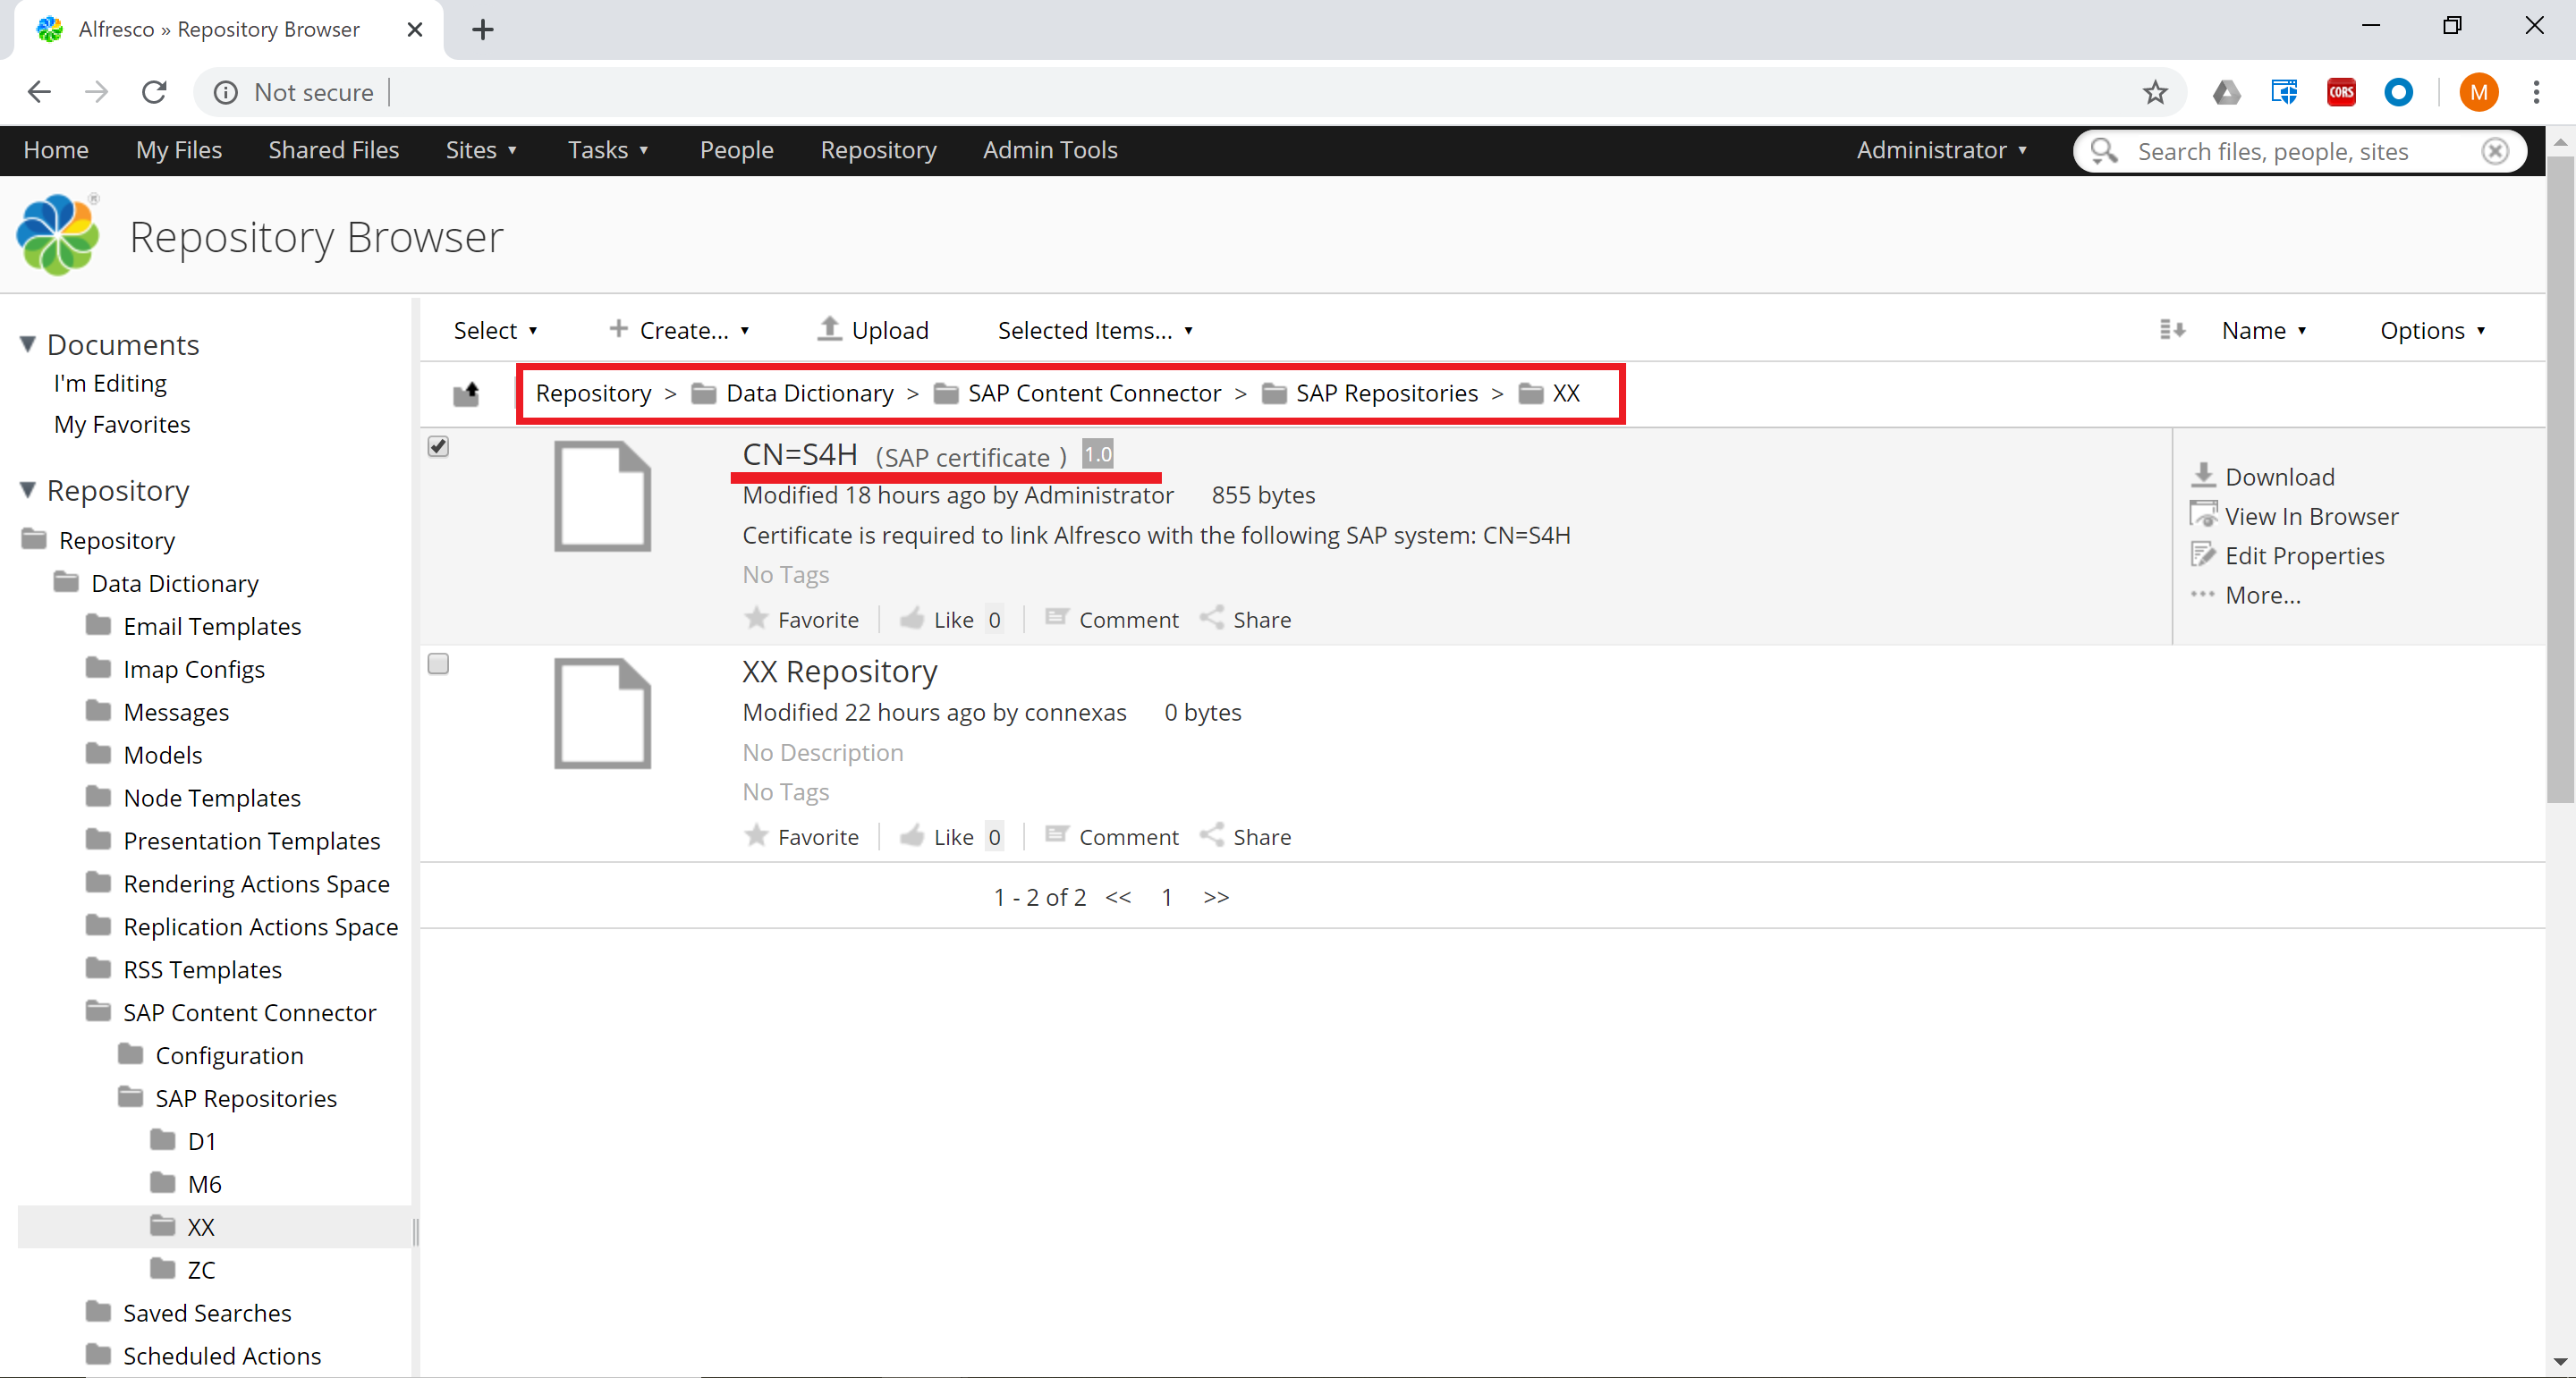 Alfresco » Repository Browser
Not secure
CORS
M
Home My Files Shared Files Sites Tasks People Repository Admin Tools Administrator Search files, people, sites
Repository Browser
Documents
I'm Editing
My Favorites
Repository
Repository
Data Dictionary
Email Templates
Imap Configs
Messages
Models
Node Templates
Presentation Templates
Rendering Actions Space
Replication Actions Space
RSS Templates
SAP Content Connector
Configuration
SAP Repositories
D1
M6
XX
ZC
Saved Searches
Scheduled Actions
Select Create... Upload Selected Items... Name Options
Repository > Data Dictionary > SAP Content Connector > SAP Repositories > XX
CN=S4H (SAP certificate ) 1.0
Modified 18 hours ago by Administrator 855 bytes
Certificate is required to link Alfresco with the following SAP system: CN=S4H
No Tags
Favorite Like 0 Comment Share
Download
View In Browser
Edit Properties
More...
XX Repository
Modified 22 hours ago by connexas 0 bytes
No Description
No Tags
Favorite Like 0 Comment Share
1 - 2 of 2 << 1 >>